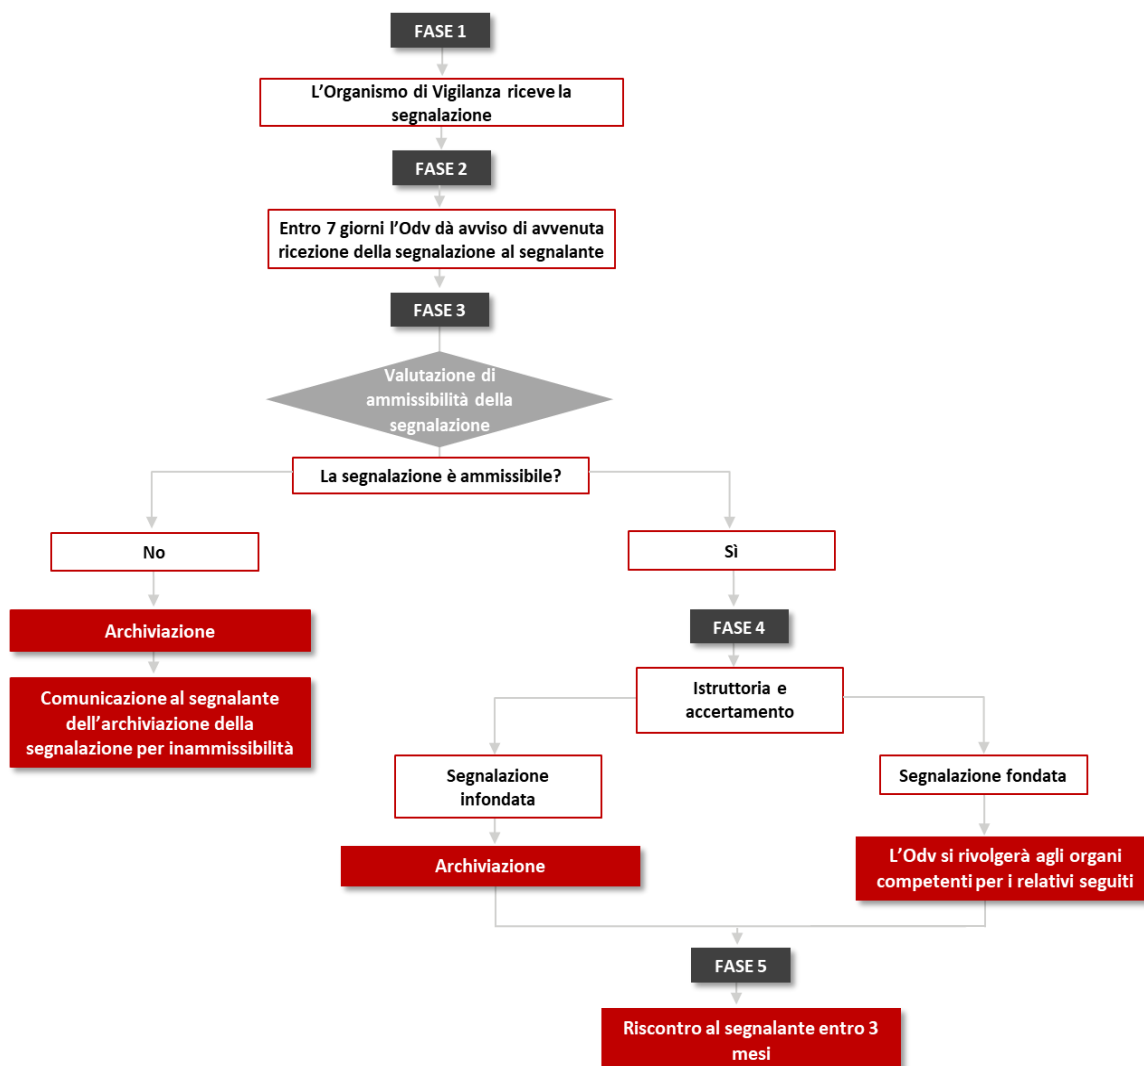 FASE 1
L’Organismo di Vigilanza riceve la
segnalazione
FASE 2
Entro 7 giorni l’Odv dà avviso di avvenuta
ricezione della segnalazione al segnalante
FASE 3
Valutazione di
ammissibilità della
segnalazione
La segnalazione è ammissibile?
No
Sì
Archiviazione
FASE 4
Comunicazione al segnalante
dell’archiviazione della
segnalazione per inammissibilità
Istruttoria e
accertamento
Segnalazione
infondata
Segnalazione fondata
Archiviazione
L’Odv si rivolgerà agli organi
competenti per i relativi seguiti
FASE 5
Riscontro al segnalante entro 3
mesi